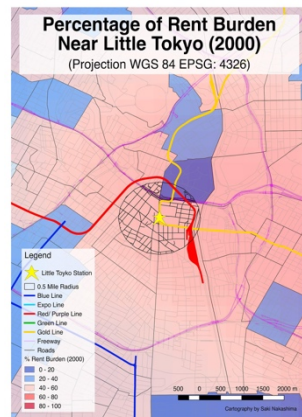 Percentage of Rent Burden
Near Little Tokyo (2000)
(Projection WGS 84 EPSG: 4326)
Legend
Little Toyko Station
0.5 Mile Radius
Blue Line
Expo Line
Red/ Purple Line
Green Line
Gold Line
Freeway
Roads
% Rent Burden (2000)
0 - 20
20 - 40
40 - 60
60 - 80
80 - 100
500 0 500 1000 1500 2000 m
Cartography by Saki Nakashima